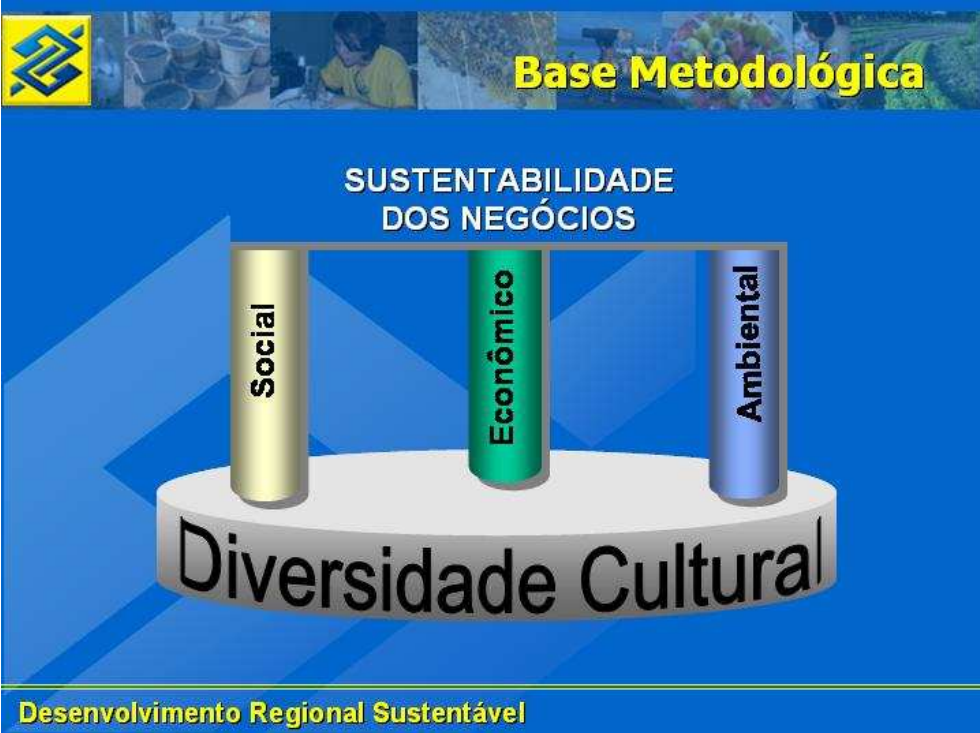 Base Metodológica
SUSTENTABILIDADE
DOS NEGÓCIOS
Social
Econômico
Ambiental
Diversidade Cultural
Desenvolvimento Regional Sustentável